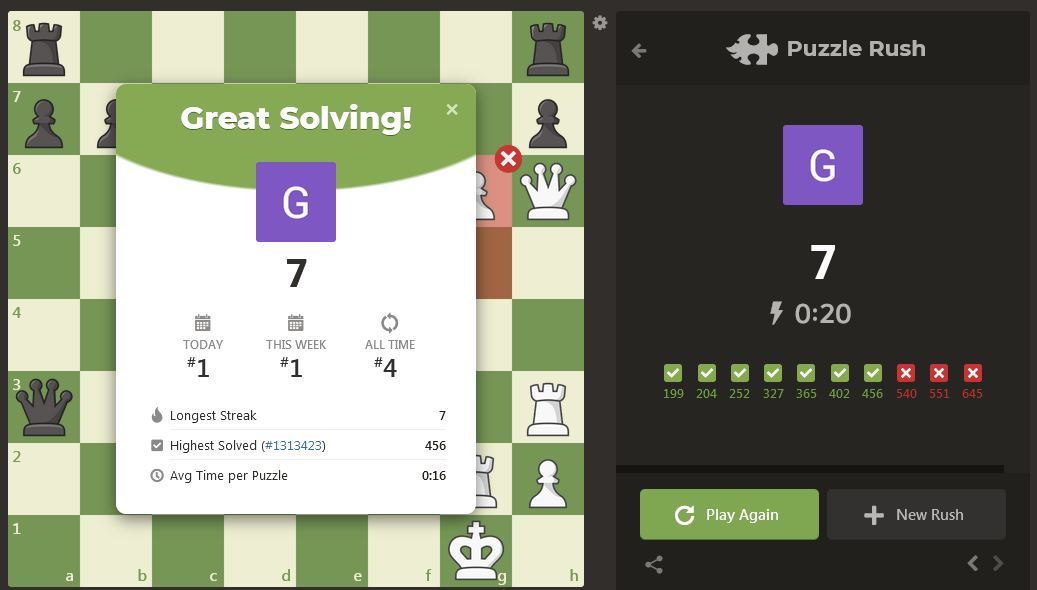 8
7
6
5
4
3
2
1
a b c d e f g h
Great Solving!
×
G
7
TODAY THIS WEEK ALL TIME
#1 #1 #4
Longest Streak 7
Highest Solved (#1313423) 456
Avg Time per Puzzle 0:16
Puzzle Rush
G
7
0:20
199 204 252 327 365 402 456 540 551 645
Play Again New Rush